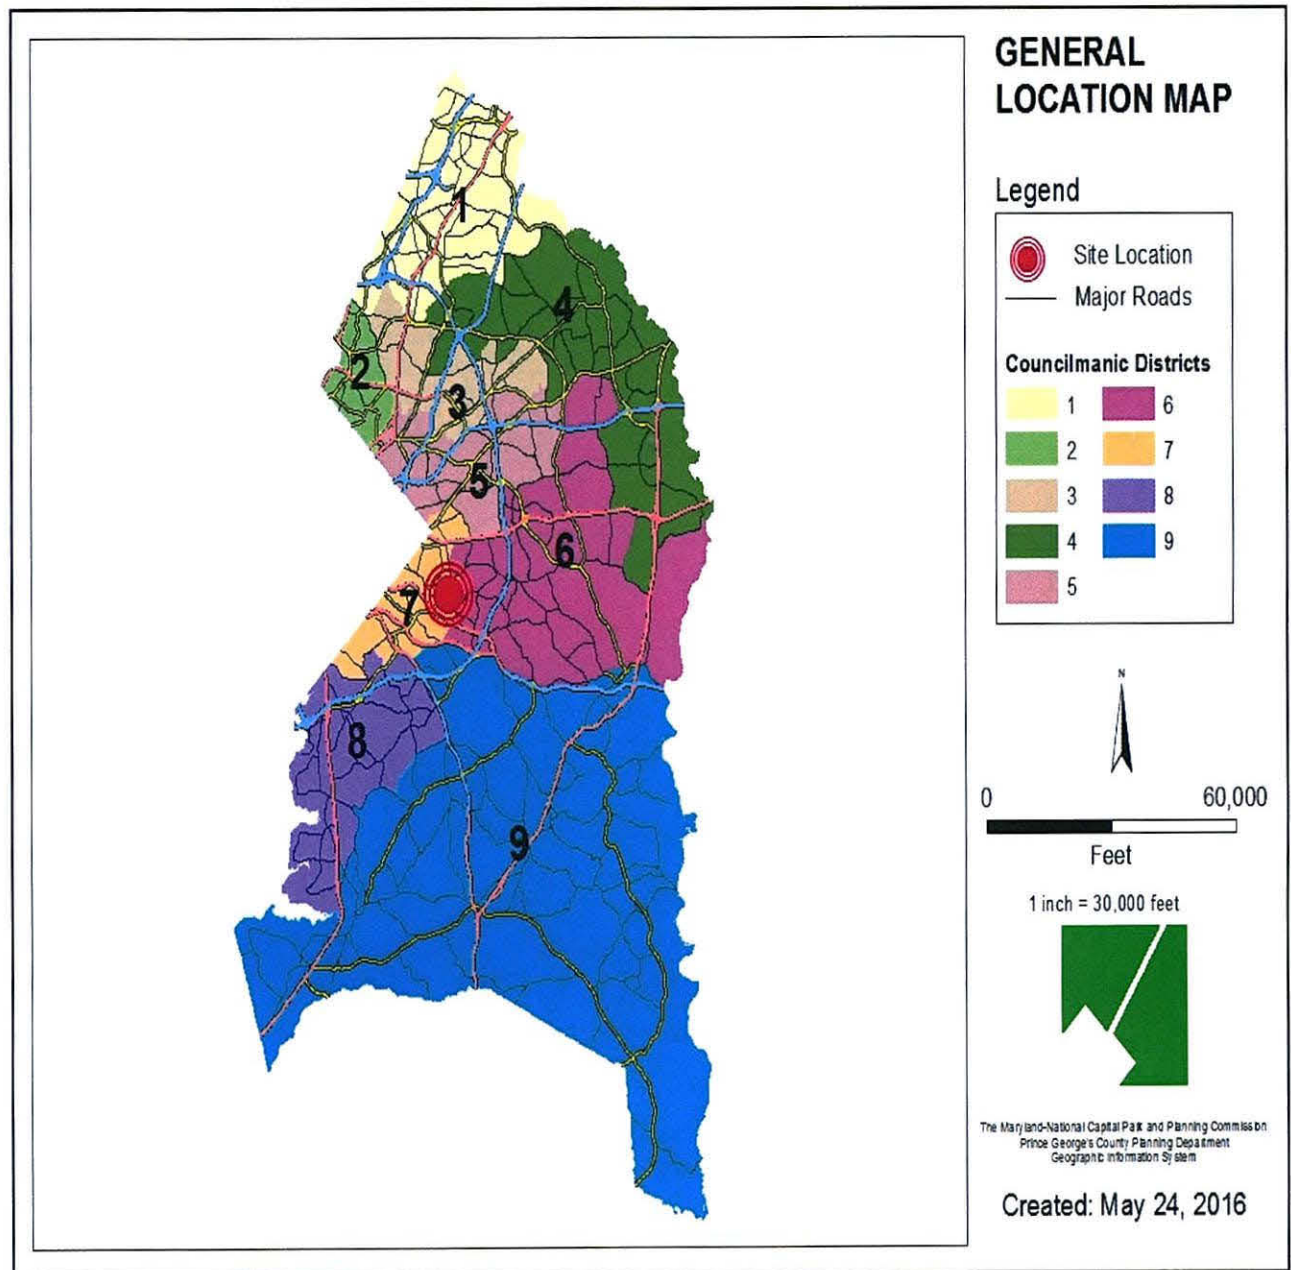 GENERAL
LOCATION MAP
Legend
Site Location
Major Roads
Councilmanic Districts
1 6
2 7
3 8
4 9
5
1
4
2
3
5
6
7
8
9
N
0 60,000
Feet
1 inch = 30,000 feet
The Maryland-National Capital Park and Planning Commission
Prince George's County Planning Department
Geographic Information System
Created: May 24, 2016